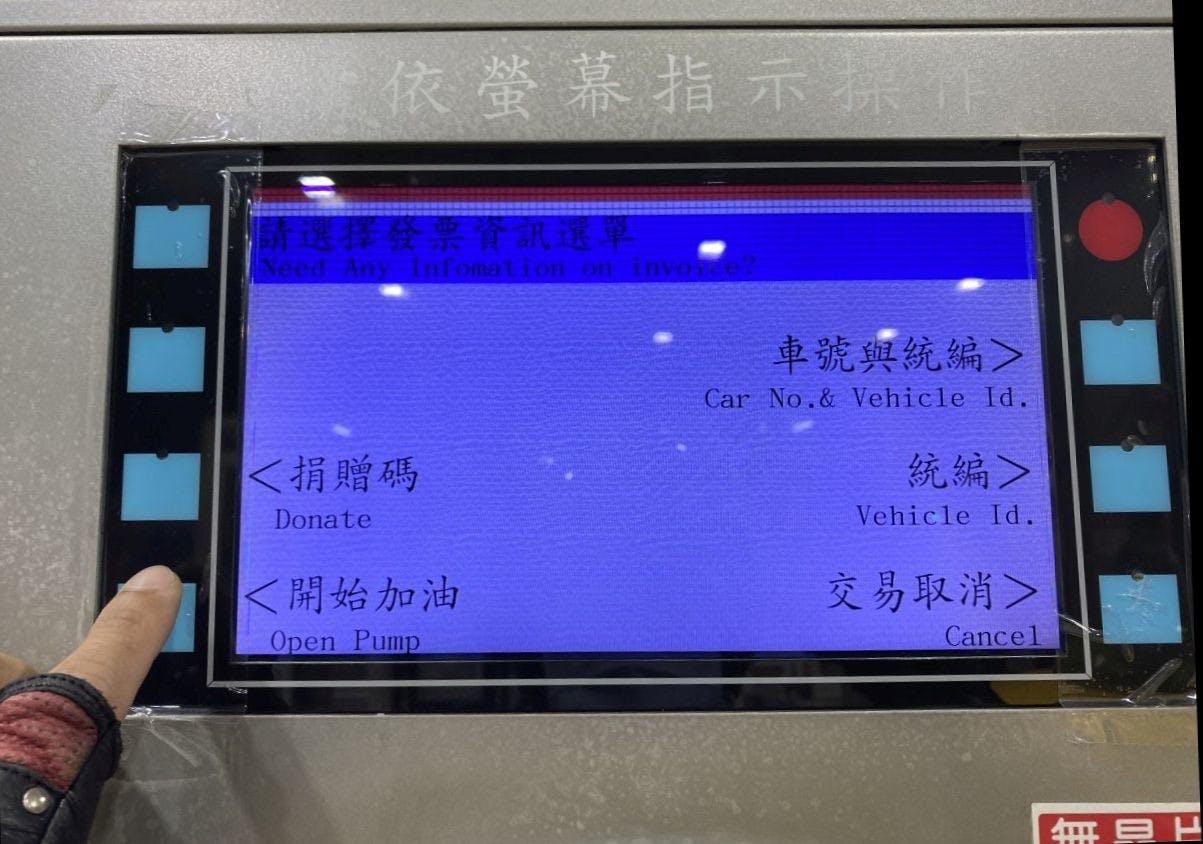 依螢幕指示操作
請選擇發票資訊選單
Need Any Infomation on invoice?
車號與統編>
Car No.& Vehicle Id.
<捐贈碼
Donate
統編>
Vehicle Id.
<開始加油
Open Pump
交易取消>
Cancel
無